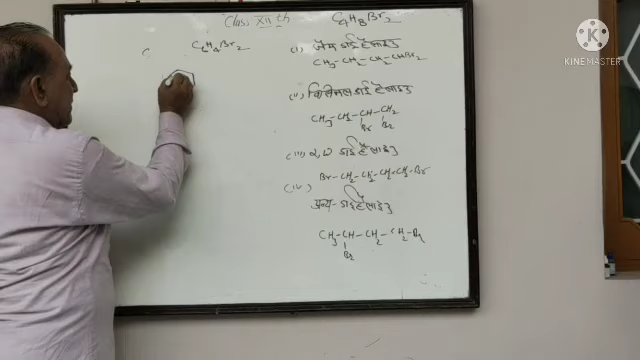 Class XII th
C4H8Br2
C6H4Br2
(i) जैम डाई हैलाइड
CH3-CH2-CH2-CHBr2
(ii) विसिनल डाई हैलाइड
CH3-CH2-CH-CH2
Br Br
(iii) α, ω डाई हैलाइड
Br-CH2-CH2-CH2-CH2-Br
(iv)
अन्य-डाई हैलाइड
CH3-CH-CH2-CH2-Br
Br
K
KINEMASTER